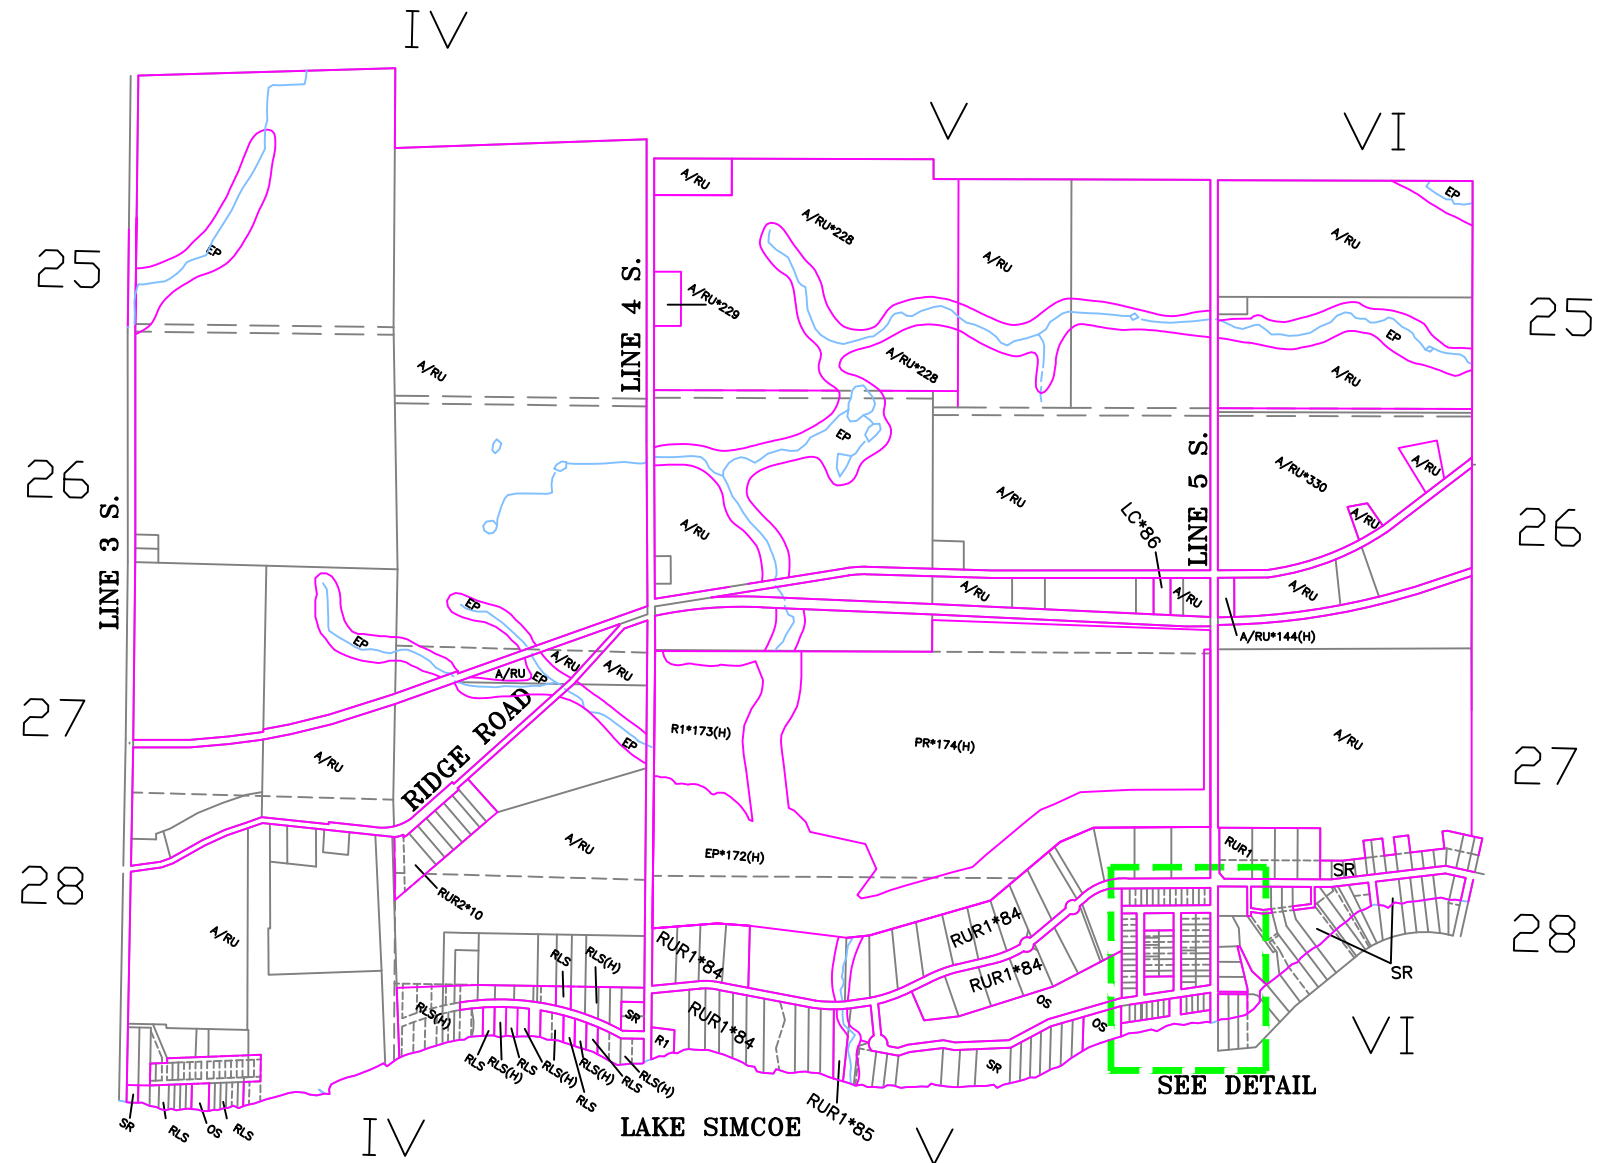 IV
V
VI
A/RU
EP
A/RU*228
A/RU
EP
A/RU
25
LINE 4 S.
A/RU*229
25
EP
A/RU
A/RU*228
A/RU
EP
26
LINE 3 S.
A/RU
A/RU
LC*86
LINE 5 S.
A/RU*330
A/RU
A/RU
26
EP
EP
A/RU
A/RU
A/RU
A/RU*144(H)
A/RU
EP
A/RU
A/RU
27
RIDGE ROAD
EP
R1*173(H)
PR*174(H)
A/RU
27
A/RU
A/RU
EP*172(H)
RUR1
SR
28
RUR2*10
A/RU
RUR1*84
RUR1*84
RUR1*84
28
RLS
RLS(H)
OS
SR
RLS(H)
SR
R1
RUR1*84
OS
VI
RLS
RLS(H)
RLS
RLS(H)
RLS(H)
RLS
RLS
RLS(H)
SR
SEE DETAIL
SR
RLS
OS
RLS
IV
LAKE SIMCOE
RUR1*85
V